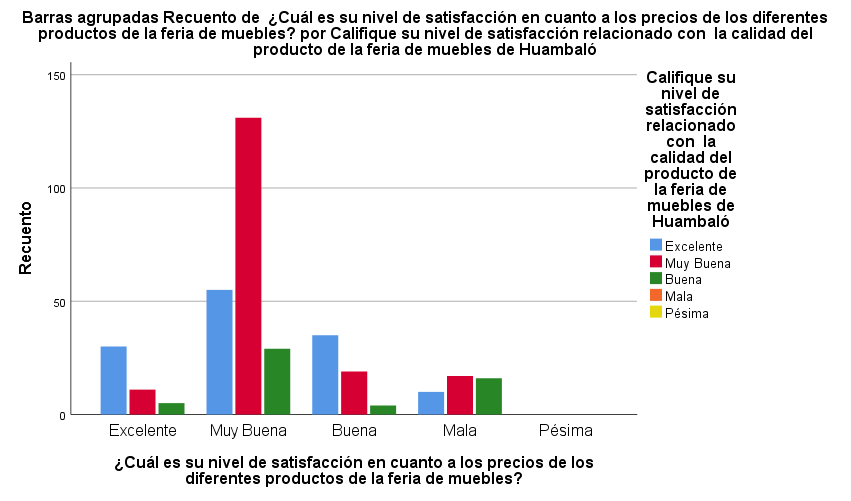 Barras agrupadas Recuento de  ¿Cuál es su nivel de satisfacción en cuanto a los precios de los diferentes
productos de la feria de muebles? por Califique su nivel de satisfacción relacionado con  la calidad del
producto de la feria de muebles de Huambaló
150
100
50
0
Recuento
Excelente
Muy Buena
Buena
Mala
Pésima
¿Cuál es su nivel de satisfacción en cuanto a los precios de los
diferentes productos de la feria de muebles?
Califique su
nivel de
satisfacción
relacionado
con  la
calidad del
producto de
la feria de
muebles de
Huambaló
Excelente
Muy Buena
Buena
Mala
Pésima